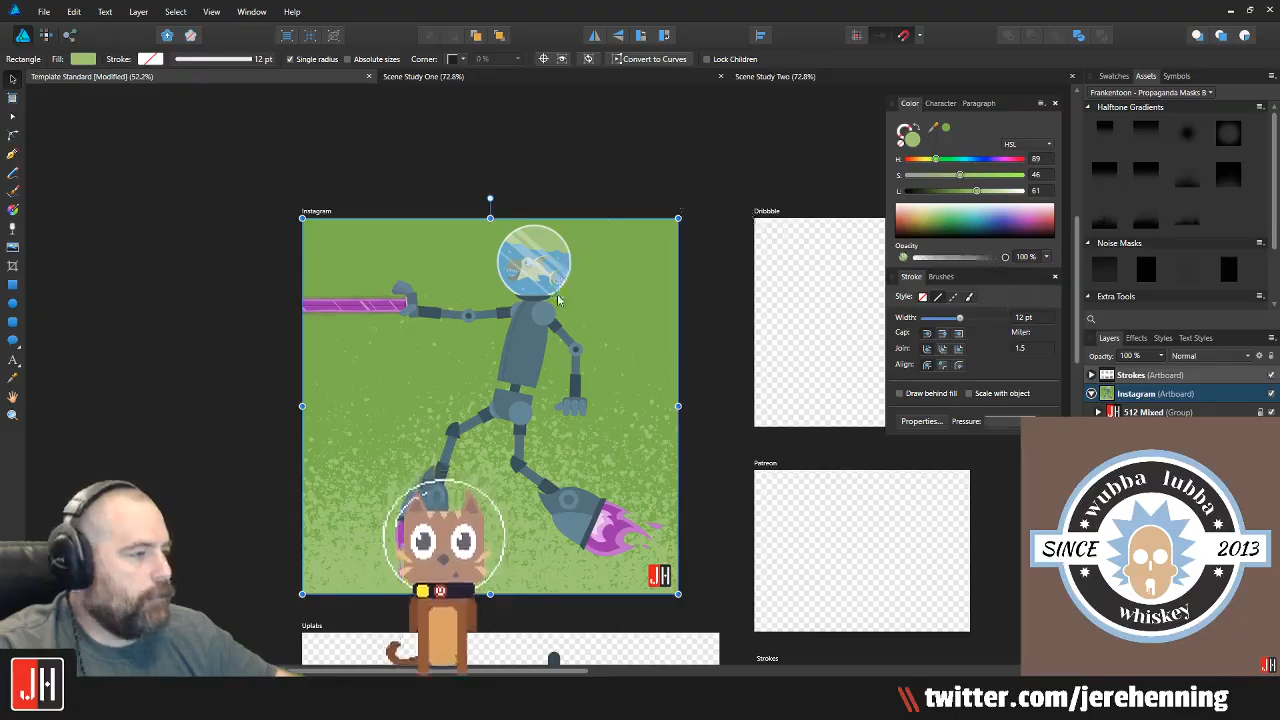 File Edit Text Layer Select View Window Help
Rectangle Fill: Stroke: 12 pt Single radius Absolute sizes Corner: 0 % Convert to Curves Lock Children
Template Standard [Modified] (52.2%) Scene Study One (72.8%) Scene Study Two (72.8%)
Swatches Assets Symbols
Frankentoon - Propaganda Masks B
Halftone Gradients
Noise Masks
Extra Tools
Color Character Paragraph
HSL
H: 89
S: 46
L: 61
Opacity
100 %
Stroke Brushes
Style:
Width: 12 pt
Cap: Miter:
Join: 1.5
Align:
Draw behind fill Scale with object
Properties... Pressure:
Layers Effects Styles Text Styles
Opacity: 100 % Normal
Strokes (Artboard)
Instagram (Artboard)
JH 512 Mixed (Group)
Instagram
Dribbble
Patreon
Uplabs
Strokes
JH
wubba lubba
SINCE 2013
whiskey
JH
JH
\\ twitter.com/jerehenning